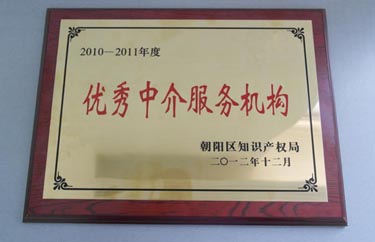 2010—2011年度
优秀中介服务机构
朝阳区知识产权局
二〇一二年十二月